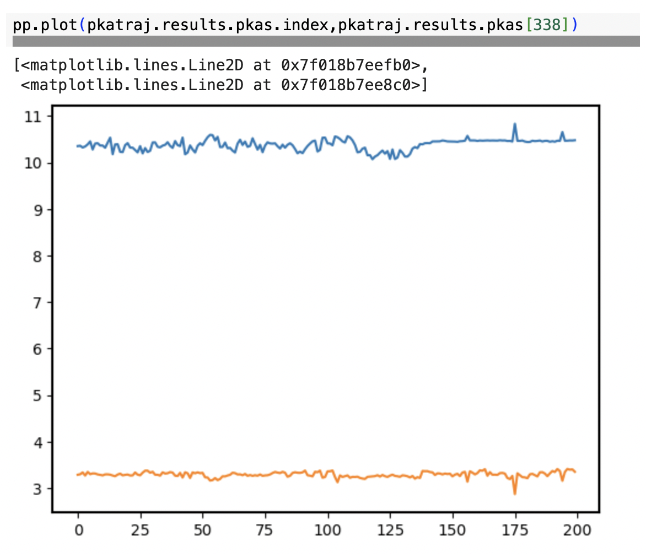 pp.plot(pkatraj.results.pkas.index,pkatraj.results.pkas[338])
[<matplotlib.lines.Line2D at 0x7f018b7eefb0>,
<matplotlib.lines.Line2D at 0x7f018b7ee8c0>]
11
10
9
8
7
6
5
4
3
0 25 50 75 100 125 150 175 200